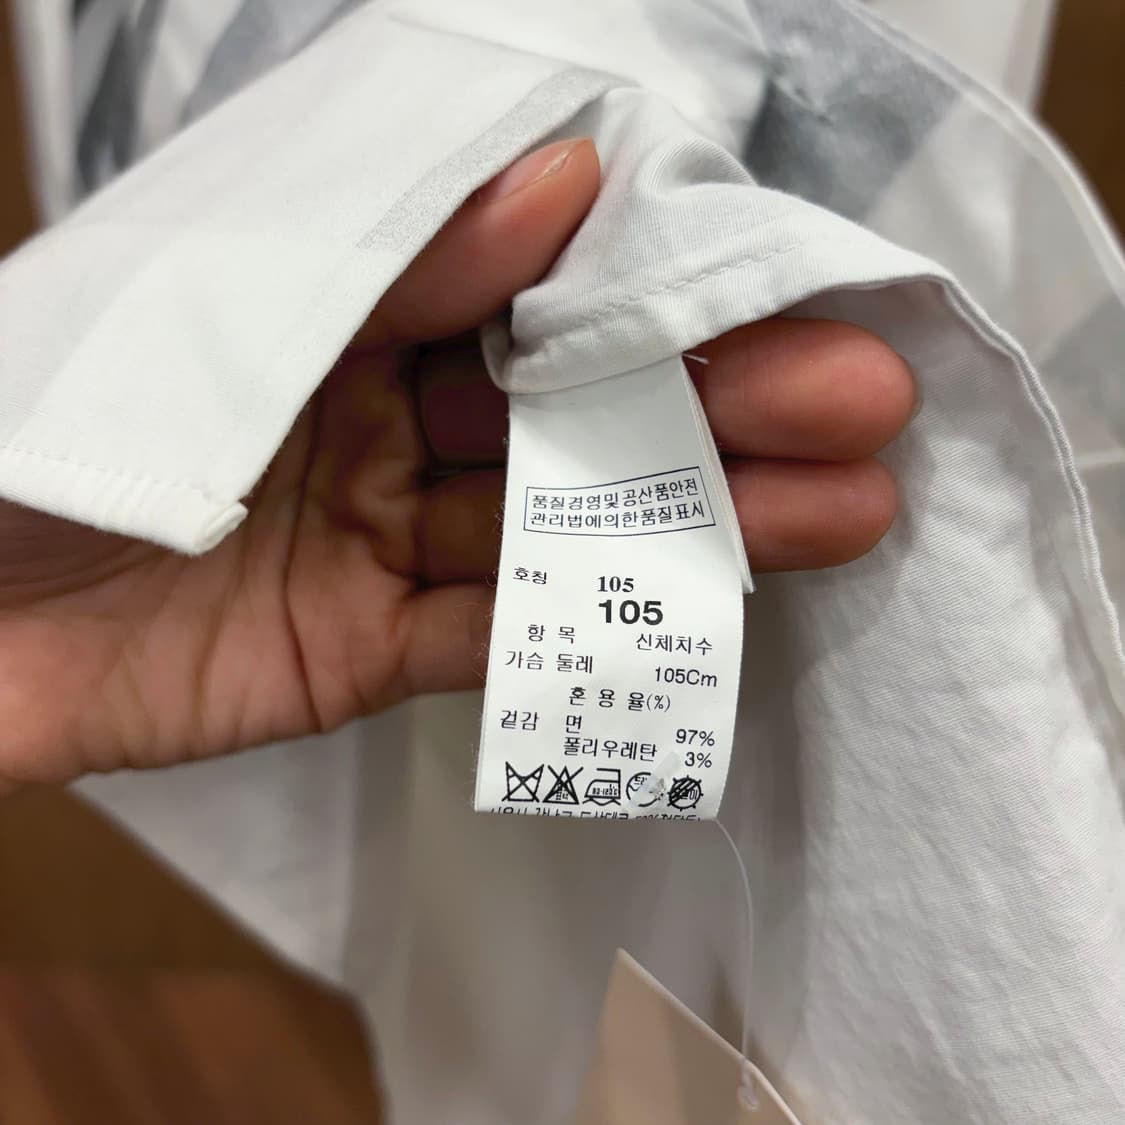 품질경영및공산품안전
관리법에의한품질표시
호칭 105
105
항 목 신체치수
가슴 둘레 105Cm
혼 용 율(%)
겉감 면 97%
폴리우레탄 3%